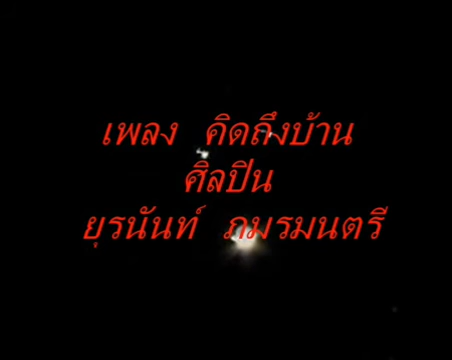 เพลง คิดถึงบ้าน
ศิลปิน
ยุรนันท์ ภมรมนตรี